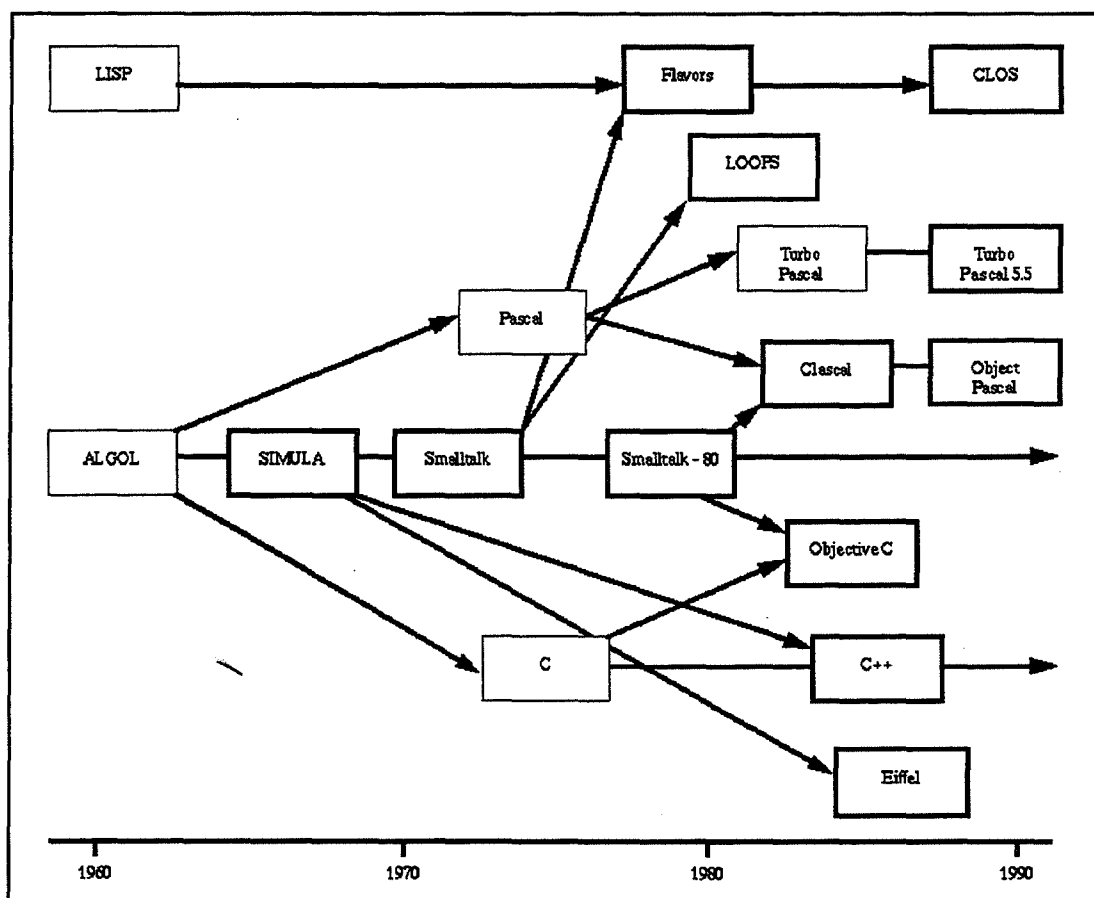 LISP
Flavors
CLOS
LOOPS
Turbo
Pascal
Turbo
Pascal 5.5
Pascal
Clascal
Object
Pascal
ALGOL
SIMULA
Smalltalk
Smalltalk - 80
Objective C
C
C++
Eiffel
1960
1970
1980
1990